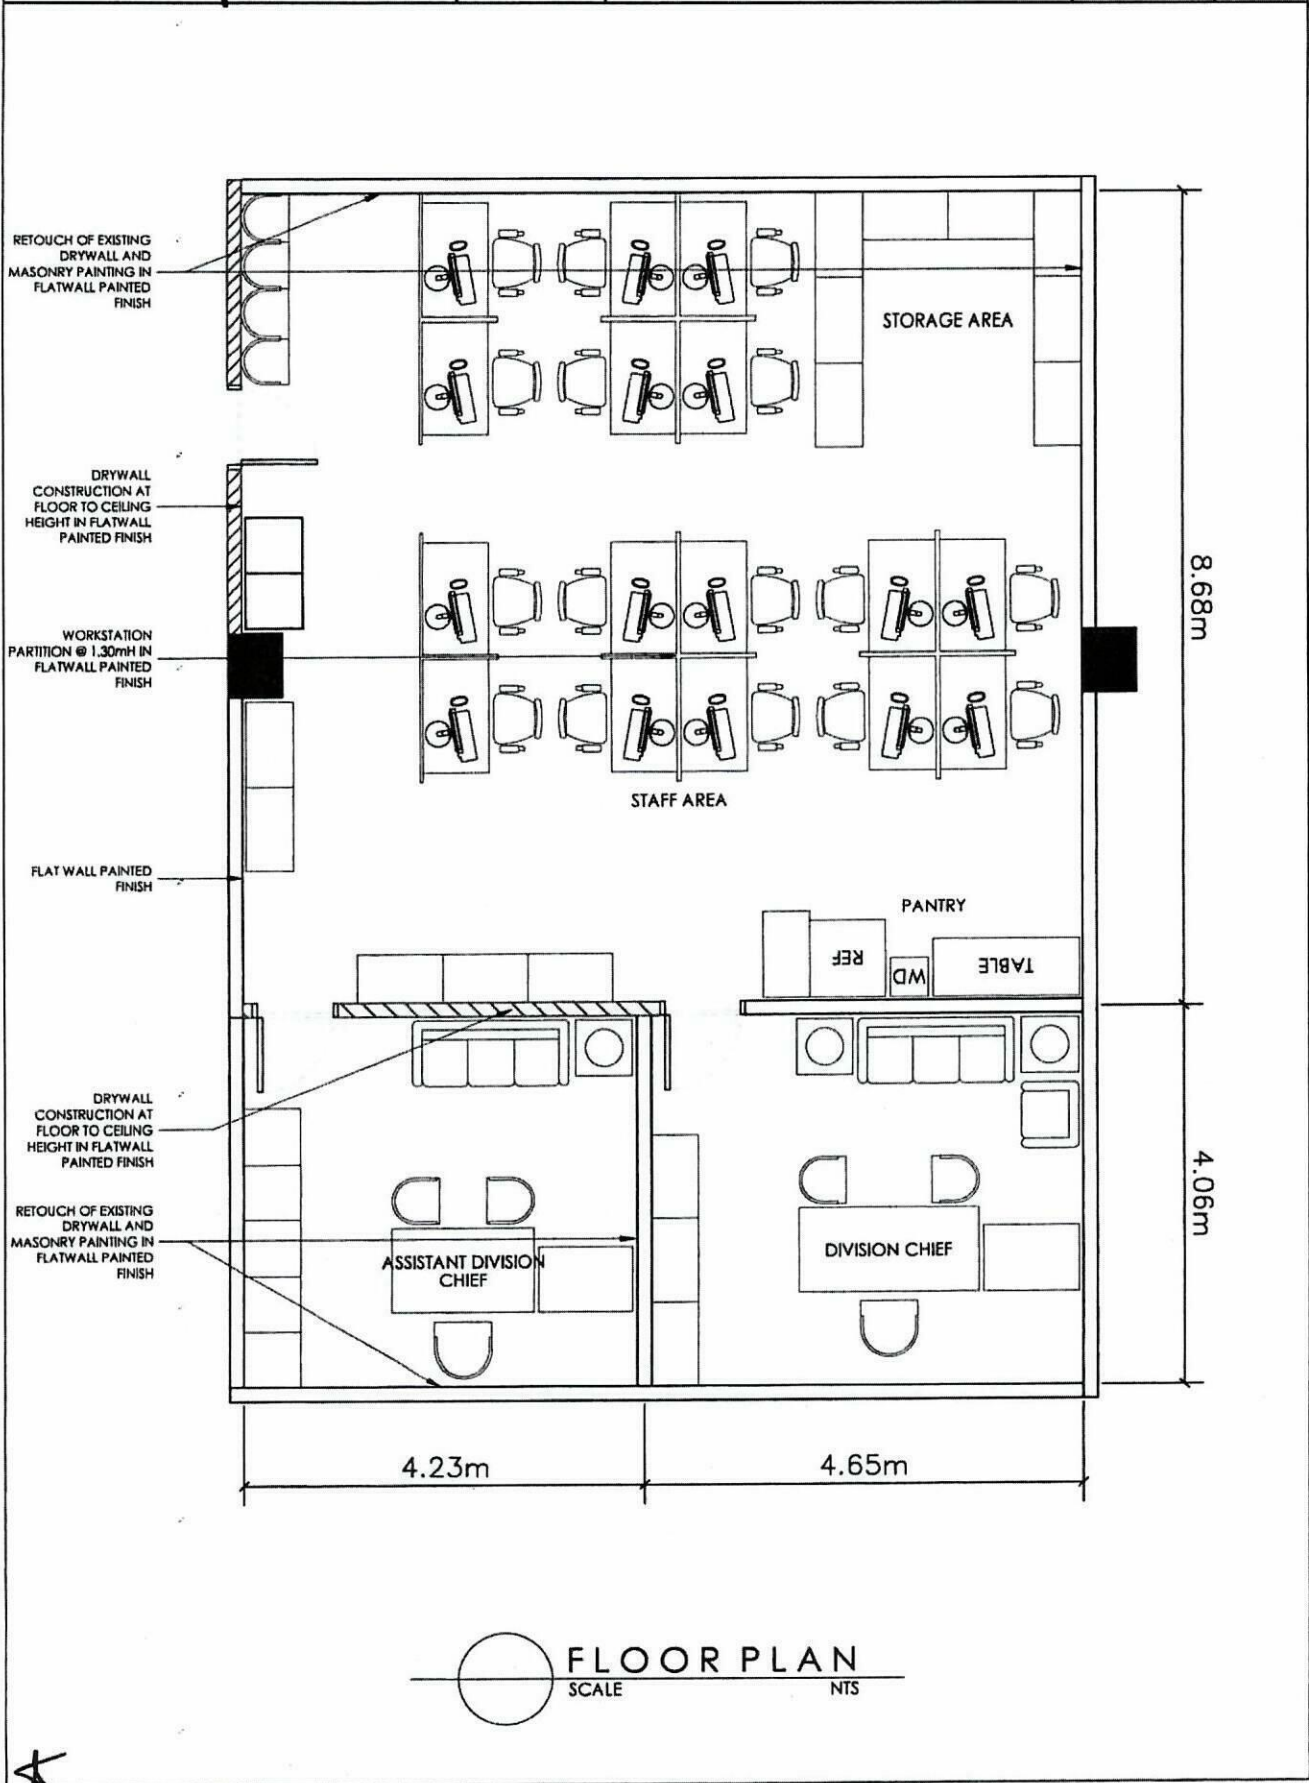 RETOUCH OF EXISTING
DRYWALL AND
MASONRY PAINTING IN
FLATWALL PAINTED
FINISH
STORAGE AREA
DRYWALL
CONSTRUCTION AT
FLOOR TO CEILING
HEIGHT IN FLATWALL
PAINTED FINISH
8.68m
WORKSTATION
PARTITION @ 1.30mH IN
FLATWALL PAINTED
FINISH
STAFF AREA
FLAT WALL PAINTED
FINISH
PANTRY
REF
WD
TABLE
DRYWALL
CONSTRUCTION AT
FLOOR TO CEILING
HEIGHT IN FLATWALL
PAINTED FINISH
4.06m
RETOUCH OF EXISTING
DRYWALL AND
MASONRY PAINTING IN
FLATWALL PAINTED
FINISH
ASSISTANT DIVISION
CHIEF
DIVISION CHIEF
4.23m
4.65m
FLOOR PLAN
SCALE NTS